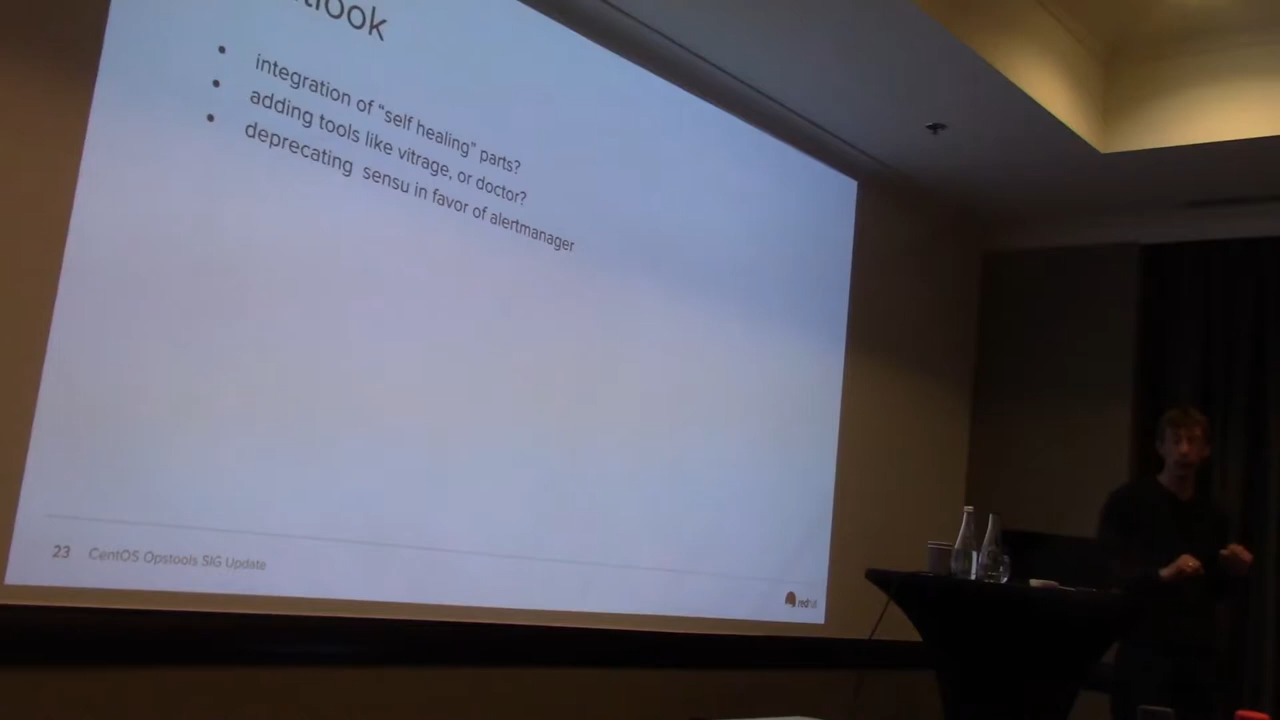 tlook
integration of “self healing” parts?
adding tools like vitrage, or doctor?
deprecating sensu in favor of alertmanager
23 CentOS Opstools SIG Update
redhat